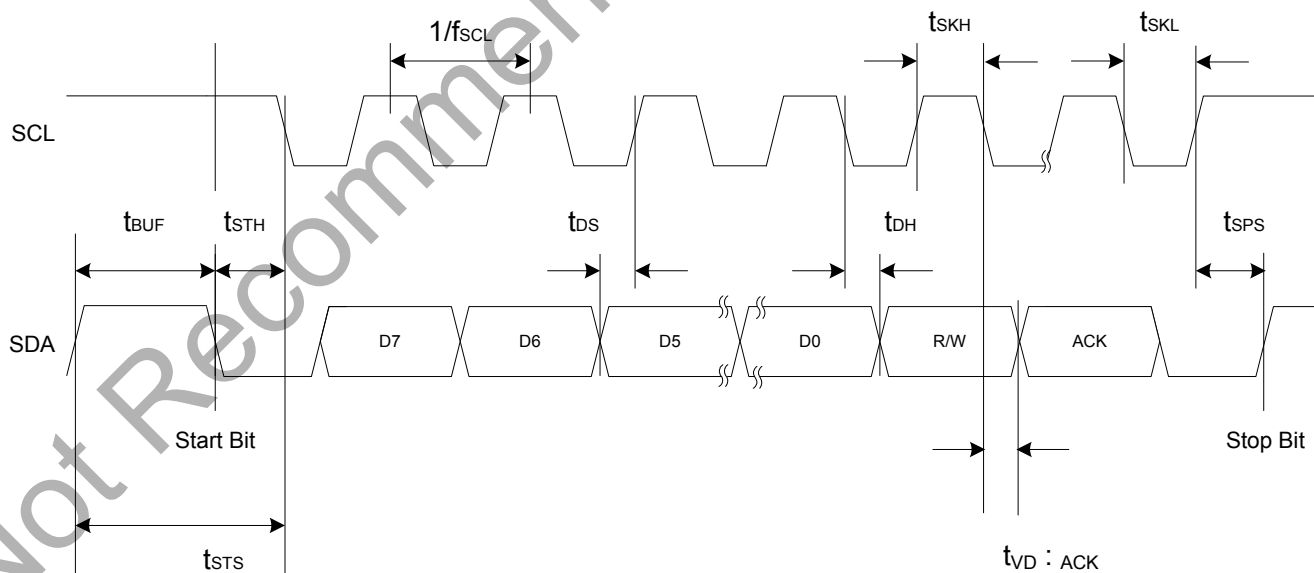 Not Recommen
1/fSCL
tSKH
tSKL
SCL
tBUF
tSTH
tDS
tDH
tSPS
SDA
D7
D6
D5
D0
R/W
ACK
Start Bit
Stop Bit
tSTS
tVD : ACK